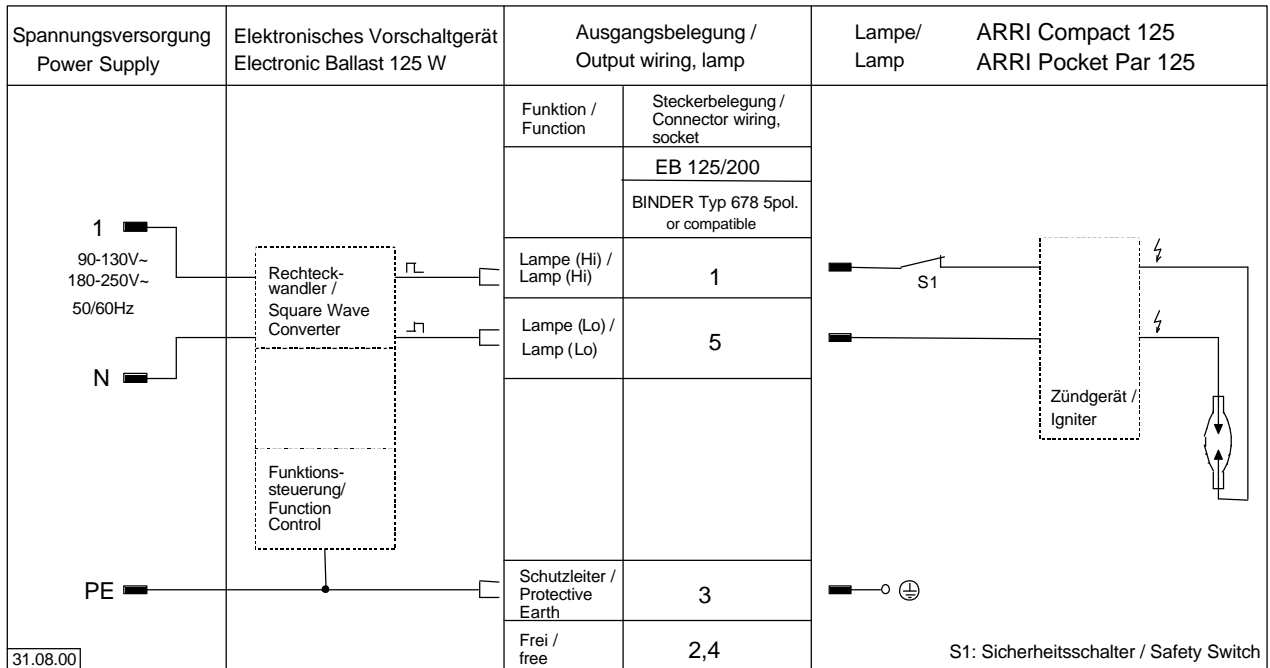 Spannungsversorgung
Power Supply
Elektronisches Vorschaltgerät
Electronic Ballast 125 W
Ausgangsbelegung /
Output wiring, lamp
Lampe/
Lamp
ARRI Compact 125
ARRI Pocket Par 125
Funktion /
Function
Steckerbelegung /
Connector wiring,
socket
EB 125/200
BINDER Typ 678 5pol.
or compatible
1
90-130V~
180-250V~
50/60Hz
N
Rechteck-
wandler /
Square Wave
Converter
Funktions-
steuerung/
Function
Control
Lampe (Hi) /
Lamp (Hi)
1
Lampe (Lo) /
Lamp (Lo)
5
S1
Zündgerät /
Igniter
PE
Schutzleiter /
Protective
Earth
3
Frei /
free
2,4
31.08.00
S1: Sicherheitsschalter / Safety Switch